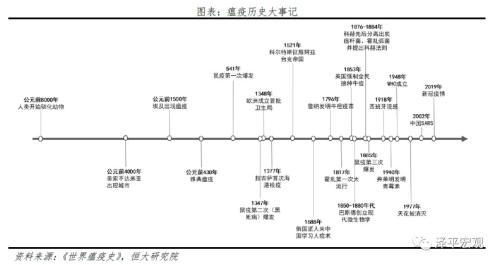 图表：瘟疫历史大事记
公元前8000年
人类开始驯化动物
公元前4000年
美索不达米亚
出现城市
公元前1500年
埃及出现瘟疫
公元前430年
雅典瘟疫
541年
鼠疫第一次爆发
1348年
欧洲成立首批
卫生局
1347年
鼠疫第二次（黑
死病）爆发
1377年
拉古萨首次海
港检疫
1521年
科尔特斯征服阿兹
特克帝国
1688年
俄国派人来中
国学习人痘术
1796年
詹纳发明牛痘疫苗
1817年
霍乱第一次大
流行
1853年
英国强制全民
接种牛痘
1850-1880年代
巴斯德创立现
代微生物学
1876-1884年
科赫先后分离出炭
疽杆菌、霍乱弧菌
并提出科赫法则
1885年
鼠疫第三次
爆发
1918年
西班牙流感
1940年
弗莱明发明
青霉素
1948年
WHO成立
1977年
天花被消灭
2003年
中国SARS
2019年
新冠疫情
资料来源：《世界瘟疫史》，恒大研究院
泽平宏观